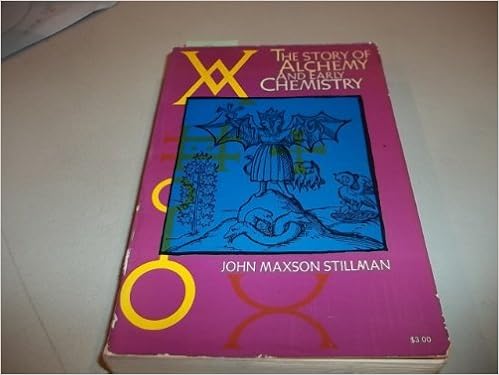 THE STORY OF
ALCHEMY
AND EARLY
CHEMISTRY
JOHN MAXSON STILLMAN
$3.00